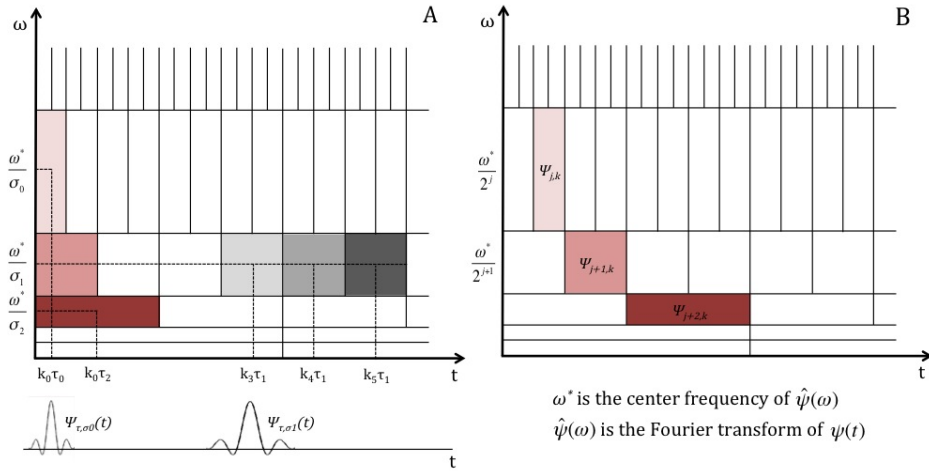 A
ω
ω*
σ0
ω*
σ1
ω*
σ2
k0τ0 k0τ2 k3τ1 k4τ1 k5τ1 t
Ψτ,σ0(t) Ψτ,σ1(t)
t
B
ω
ω*
2^j
ω*
2^j+1
Ψj,k
Ψj+1,k
Ψj+2,k
t
ω* is the center frequency of ψ̂(ω)
ψ̂(ω) is the Fourier transform of ψ(t)